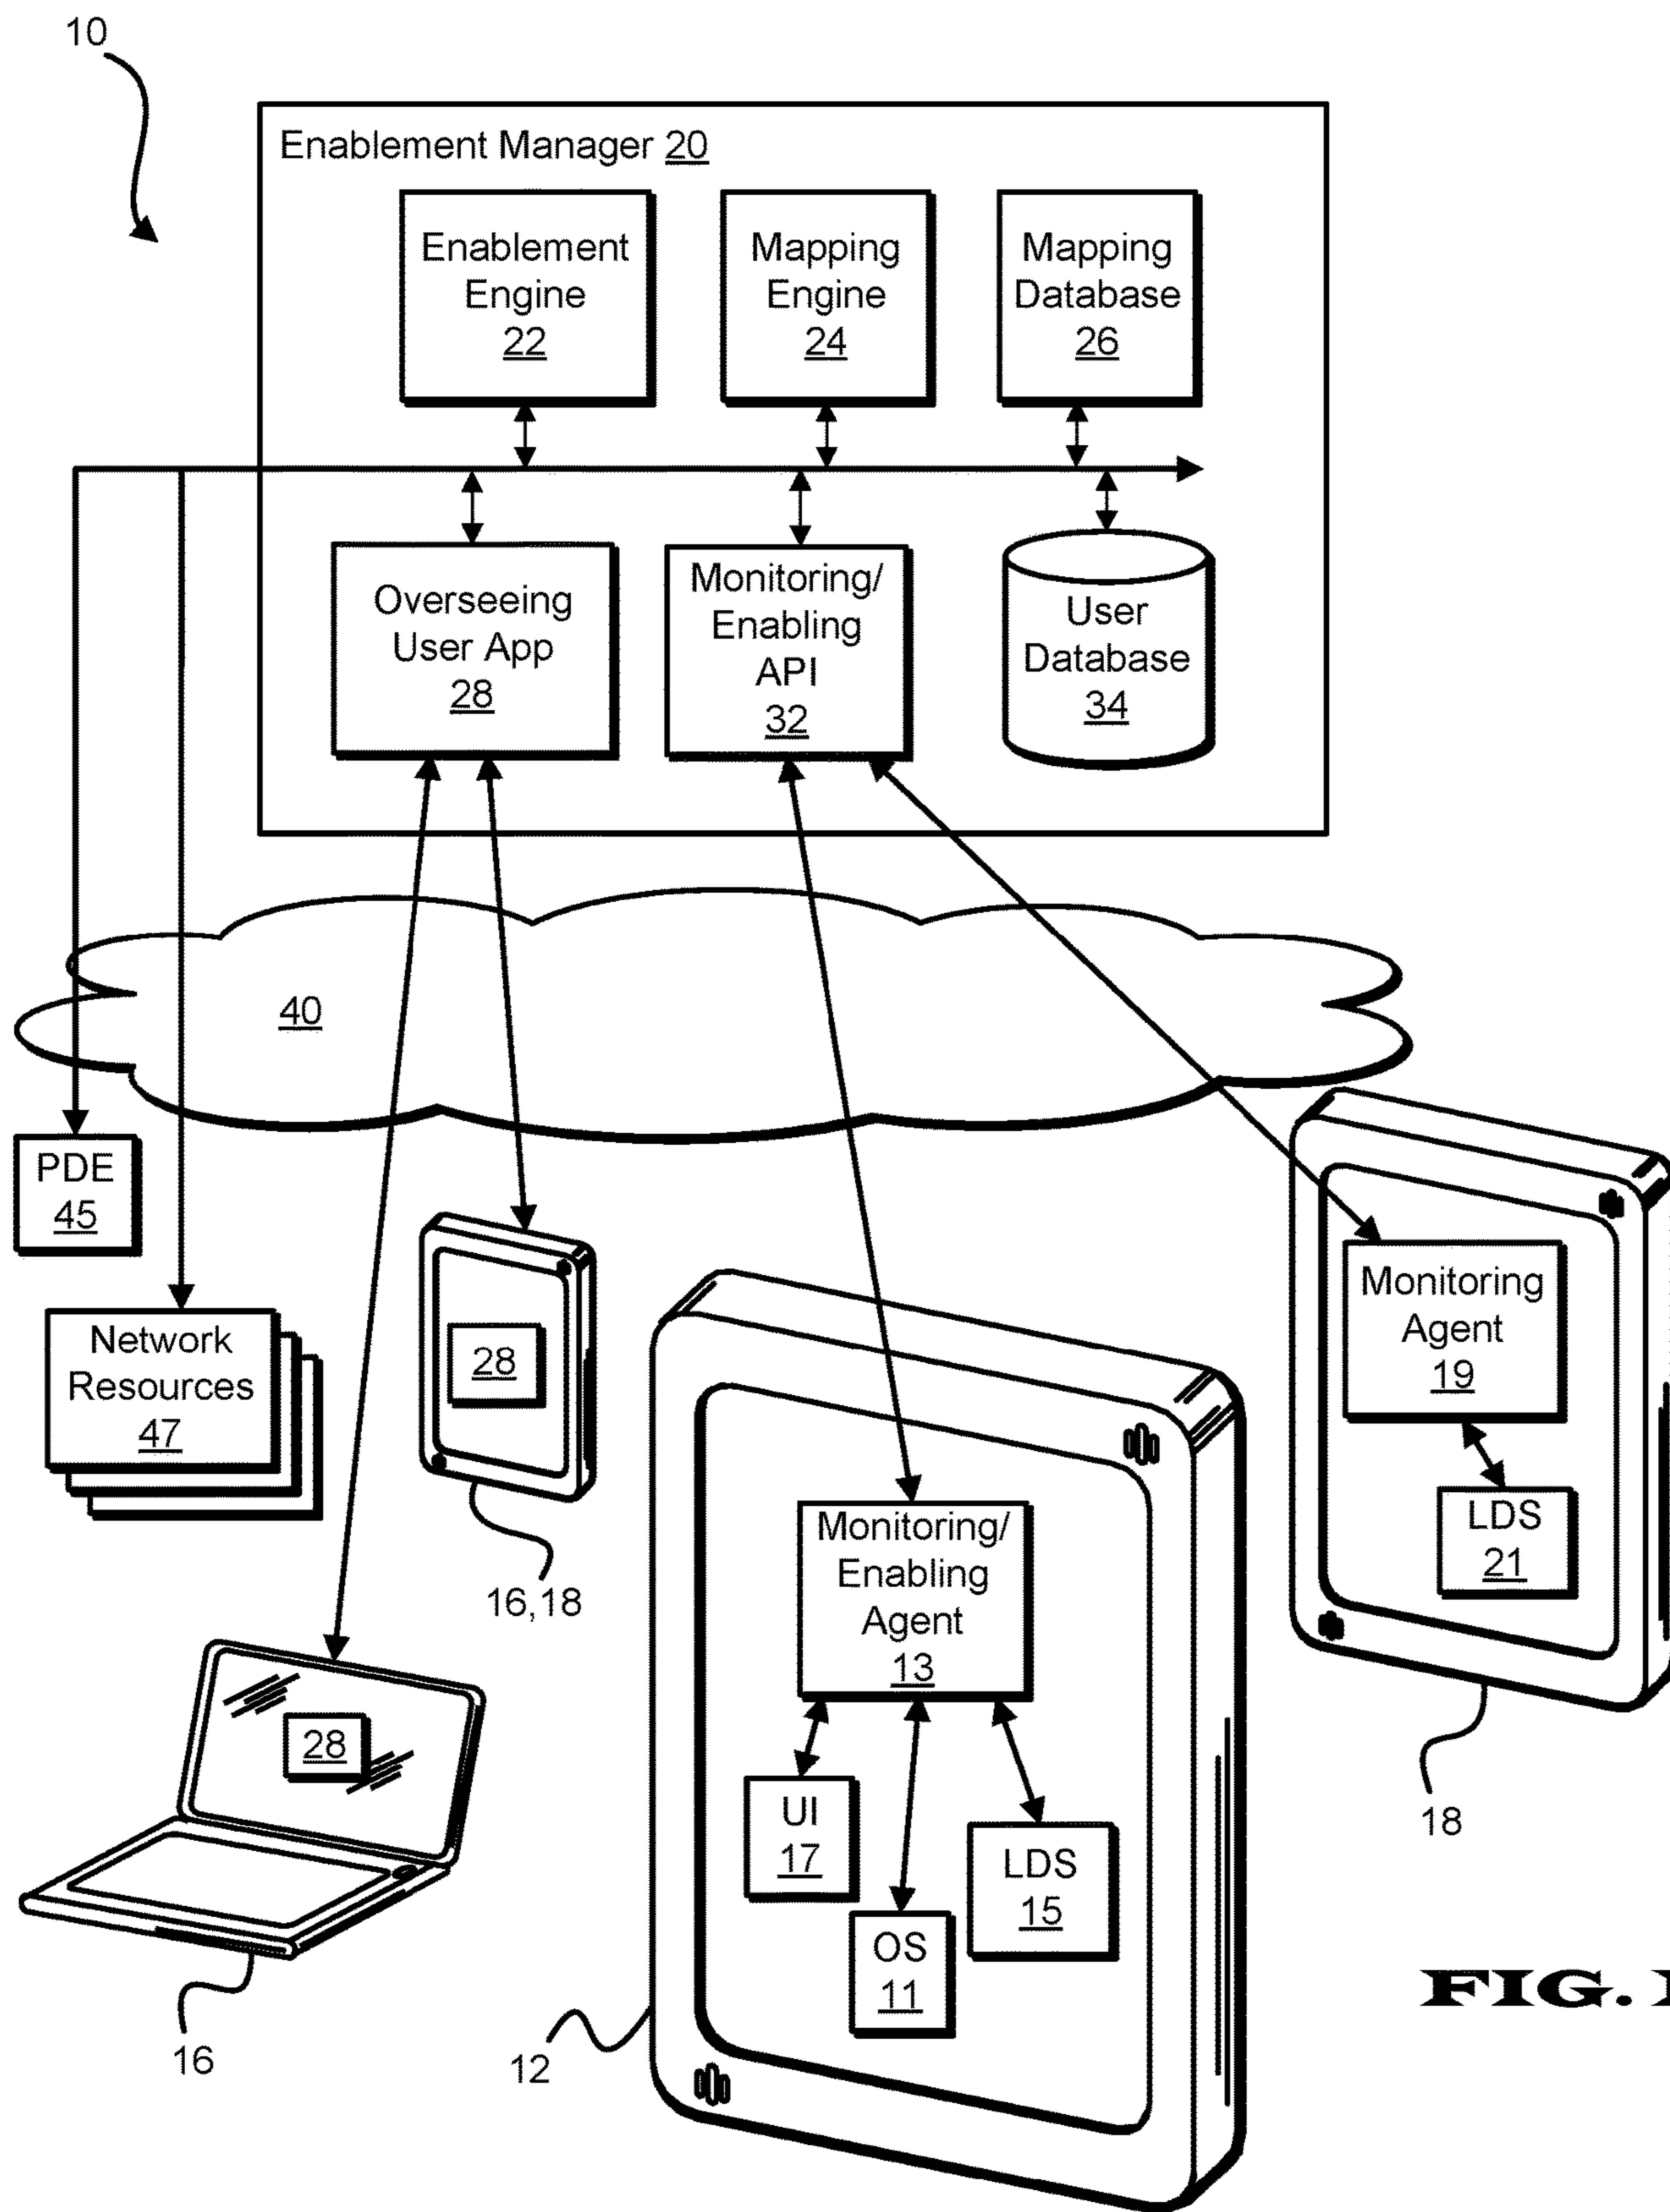 10
Enablement Manager 20
Enablement
Engine
22
Mapping
Engine
24
Mapping
Database
26
Overseeing
User App
28
Monitoring/
Enabling
API
32
User
Database
34
40
PDE
45
Network
Resources
47
28
16,18
Monitoring
Agent
19
LDS
21
18
Monitoring/
Enabling
Agent
13
UI
17
OS
11
LDS
15
12
28
16
FIG. 1